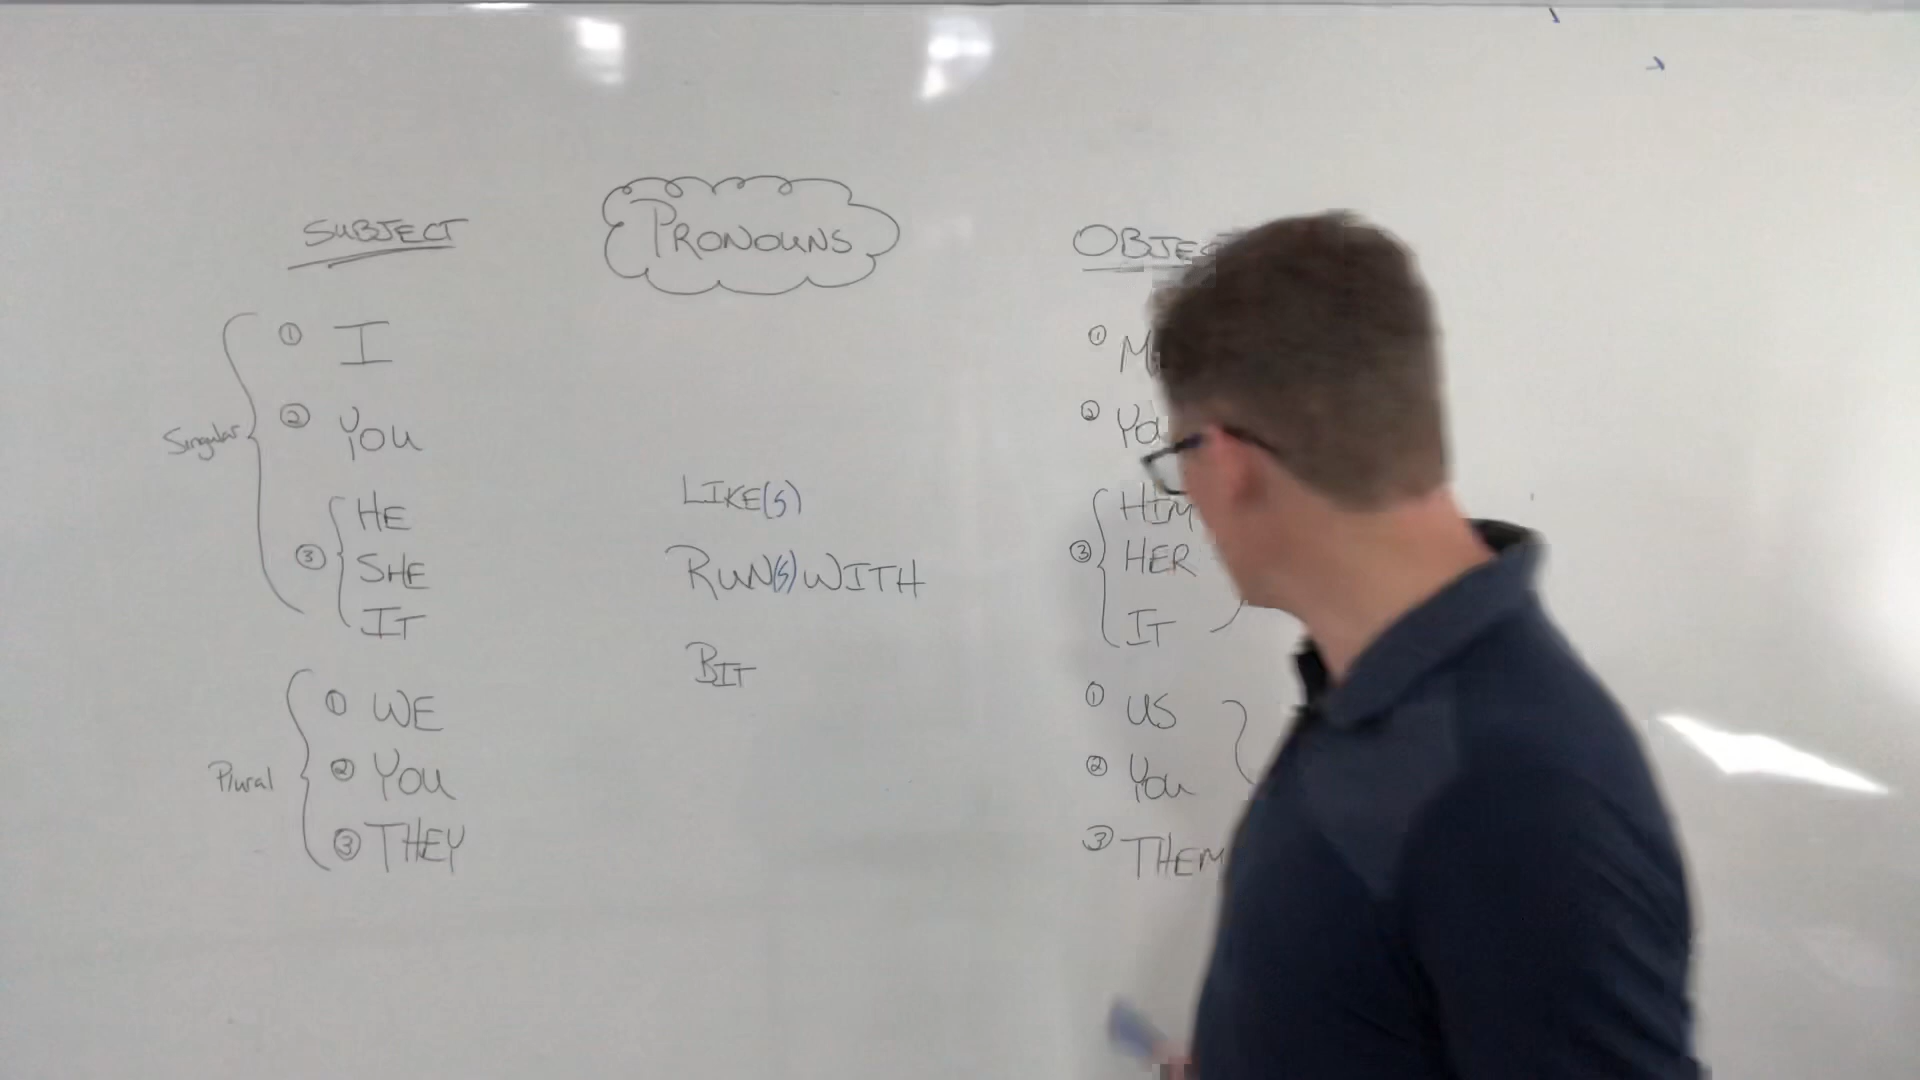 SUBJECT
PRONOUNS
Singular
① I
② You
③ HE
SHE
IT
Plural
① WE
② You
③ THEY
LIKE(S)
RUN(S) WITH
BIT
①
②
③ HIM
HER
IT
① US
② You
③ THEM